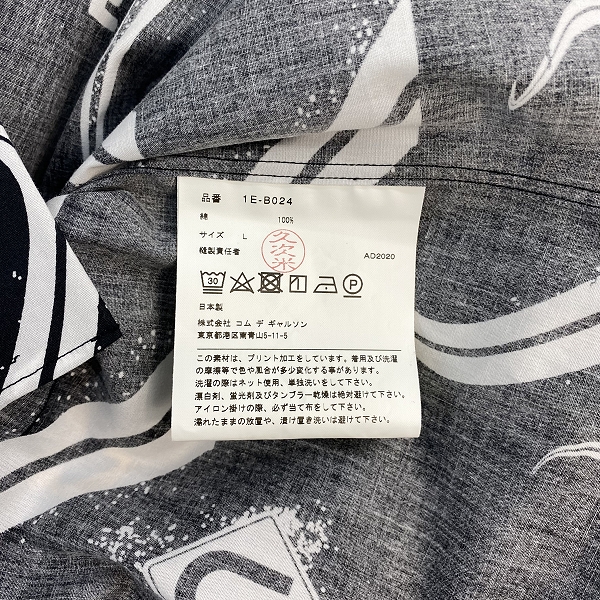 品番 1E-B024
綿 100%
サイズ L
久次米
縫製責任者 AD2020
30
P
日本製
株式会社 コム デ ギャルソン
東京都港区南青山5-11-5
この素材は、プリント加工をしています。着用及び洗濯
の摩擦等で色や風合が多少変化する事があります。
洗濯の際はネット使用、単独洗いをして下さい。
漂白剤、蛍光剤及びタンブラー乾燥は絶対避けて下さい。
アイロン掛けの際、必ず当て布をして下さい。
濡れたままの放置や、漬け置き洗いは避けて下さい。